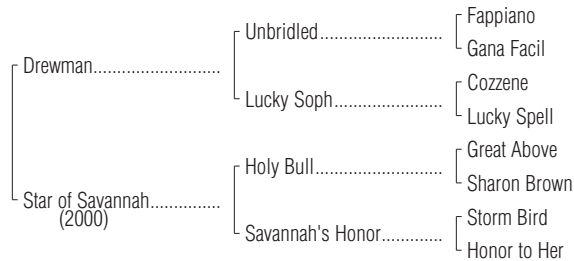 Fappiano
Unbridled
Gana Facil
Drewman
Cozzene
Lucky Soph
Lucky Spell
Great Above
Holy Bull
Sharon Brown
Star of Savannah
(2000)
Storm Bird
Savannah's Honor
Honor to Her